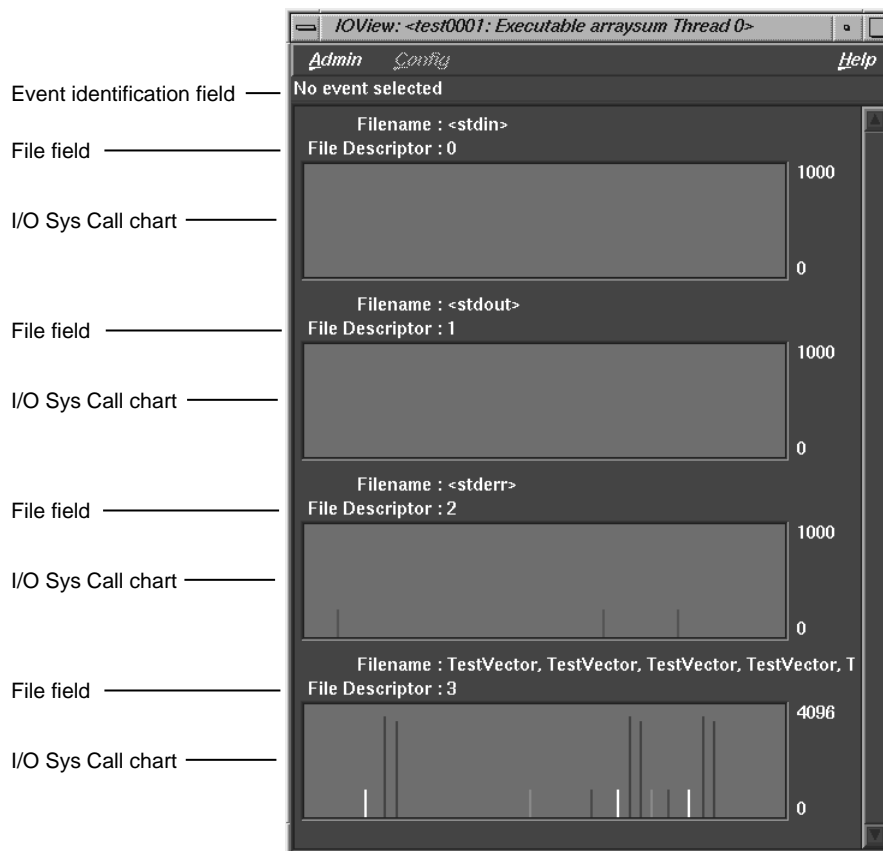 IOView: <test0001: Executable arraysum Thread 0>
Admin Config Help
Event identification field
No event selected
Filename : <stdin>
File field
File Descriptor : 0
1000
I/O Sys Call chart
0
Filename : <stdout>
File field
File Descriptor : 1
1000
I/O Sys Call chart
0
Filename : <stderr>
File field
File Descriptor : 2
1000
I/O Sys Call chart
0
Filename : TestVector, TestVector, TestVector, TestVector, T
File field
File Descriptor : 3
4096
I/O Sys Call chart
0